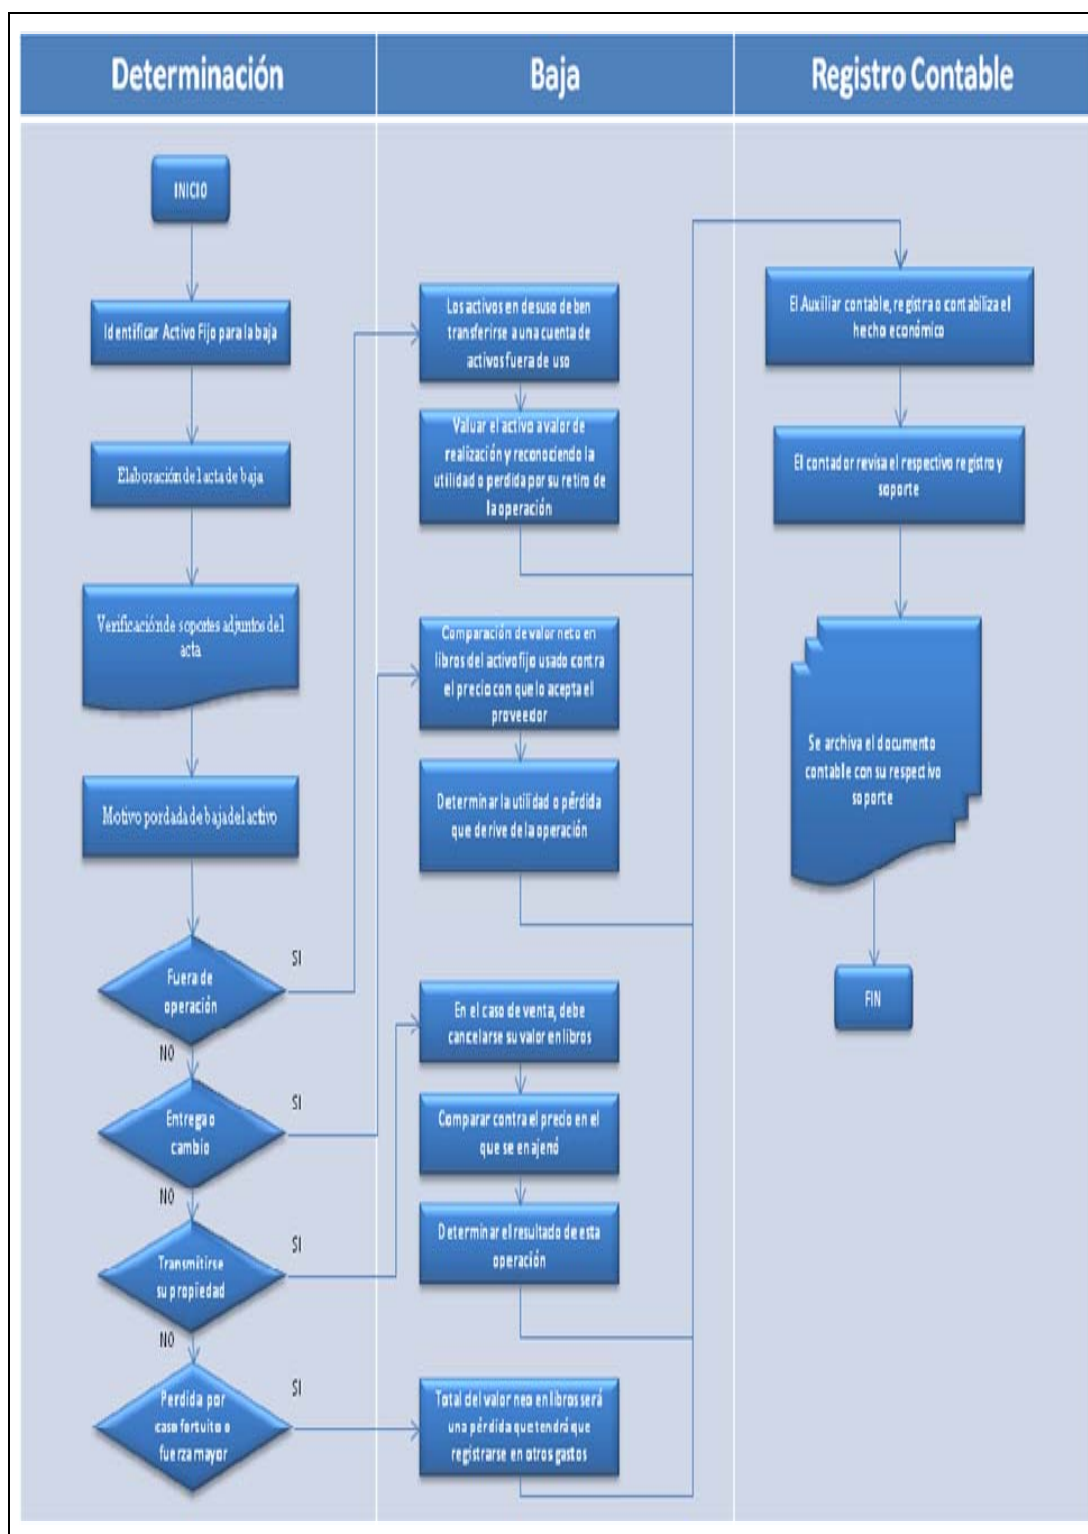 Determinación
Baja
Registro Contable
INICIO
Identificar Activo Fijo para la baja
Elaboración del acta de baja
Verificación de soportes adjuntos del
acta
Motivo por dada de baja del activo
Fuera de
operación
SI
NO
Entrega o
cambio
SI
NO
Transmitirse
su propiedad
SI
NO
Perdida por
caso fortuito o
fuerza mayor
SI
Los activos en desuso deben
transferirse a una cuenta de
activos fuera de uso
Valuar el activo a valor de
realización y reconociendo la
utilidad o perdida por su retiro de
la operación
Comparación de valor neto en
libros del activo fijo usado contra
el precio con que lo acepta el
proveedor
Determinar la utilidad o pérdida
que derive de la operación
En el caso de venta, debe
cancelarse su valor en libros
Comparar contra el precio en el
que se enajenó
Determinar el resultado de esta
operación
Total del valor neo en libros será
una pérdida que tendrá que
registrarse en otros gastos
El Auxiliar contable, registra o contabiliza el
hecho económico
El contador revisa el respectivo registro y
soporte
Se archiva el documento
contable con su respectivo
soporte
FIN